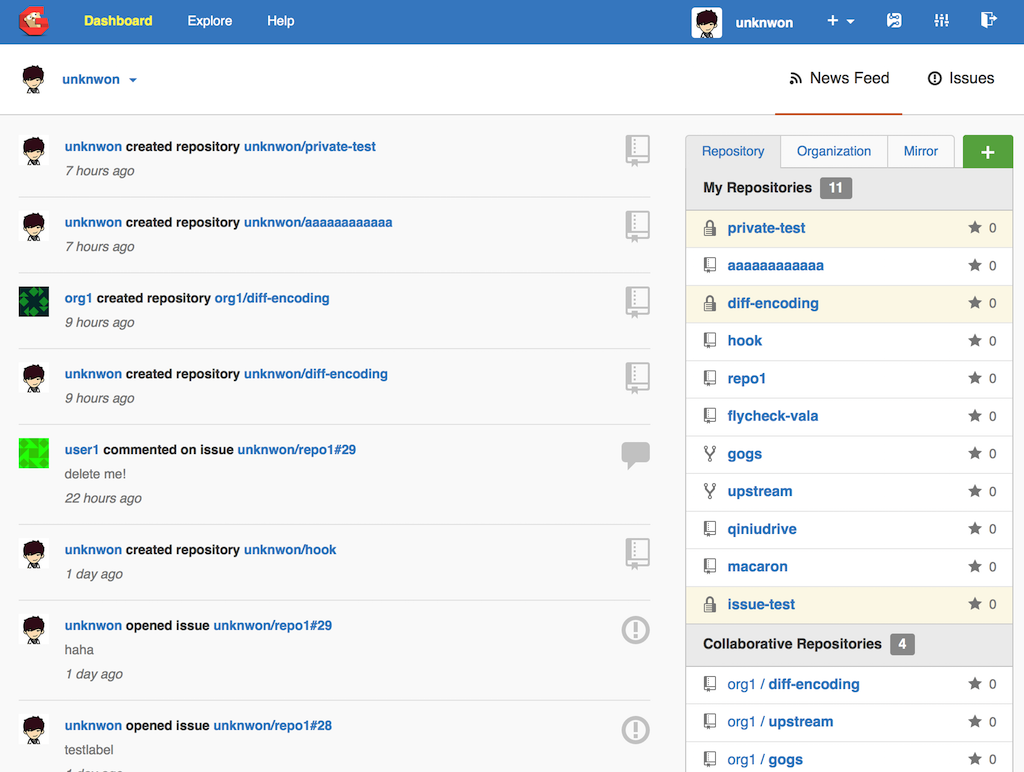 Dashboard Explore Help unknwon
unknwon News Feed Issues
unknwon created repository unknwon/private-test
7 hours ago
unknwon created repository unknwon/aaaaaaaaaaaa
7 hours ago
org1 created repository org1/diff-encoding
9 hours ago
unknwon created repository unknwon/diff-encoding
9 hours ago
user1 commented on issue unknwon/repo1#29
delete me!
22 hours ago
unknwon created repository unknwon/hook
1 day ago
unknwon opened issue unknwon/repo1#29
haha
1 day ago
unknwon opened issue unknwon/repo1#28
testlabel
1 day ago
Repository Organization Mirror +
My Repositories 11
private-test 0
aaaaaaaaaaaa 0
diff-encoding 0
hook 0
repo1 0
flycheck-vala 0
gogs 0
upstream 0
qiniudrive 0
macaron 0
issue-test 0
Collaborative Repositories 4
org1 / diff-encoding 0
org1 / upstream 0
org1 / gogs 0